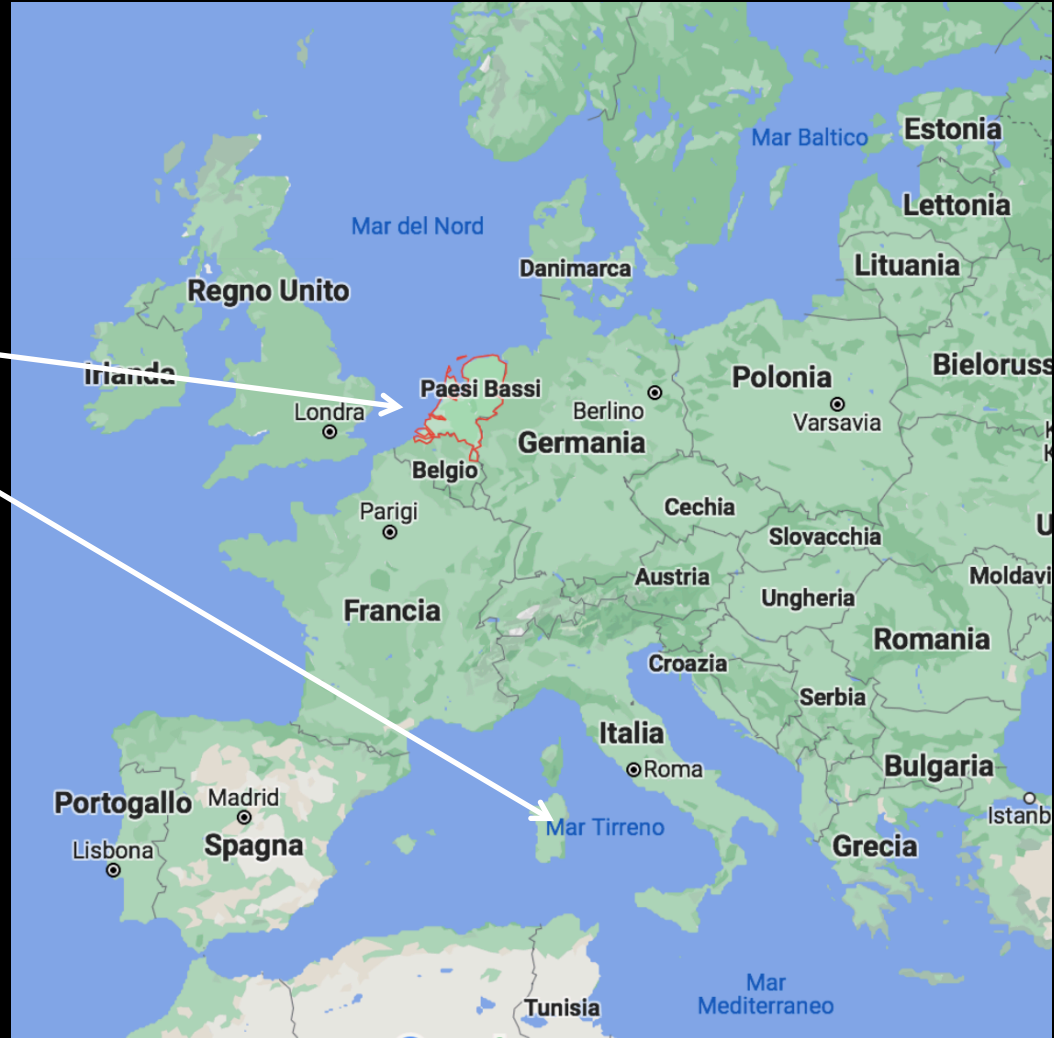 Estonia
Mar Baltico
Lettonia
Mar del Nord
Danimarca
Lituania
Regno Unito
Irlanda
Paesi Bassi
Bieloruss
Polonia
Londra
Berlino
Varsavia
Germania
Belgio
Parigi
Cechia
U
Slovacchia
Austria
Moldavi
Ungheria
Francia
Romania
Croazia
Serbia
Italia
Roma
Bulgaria
Portogallo
Madrid
Istanb
Mar Tirreno
Lisbona
Spagna
Grecia
Mar
Mediterraneo
Tunisia